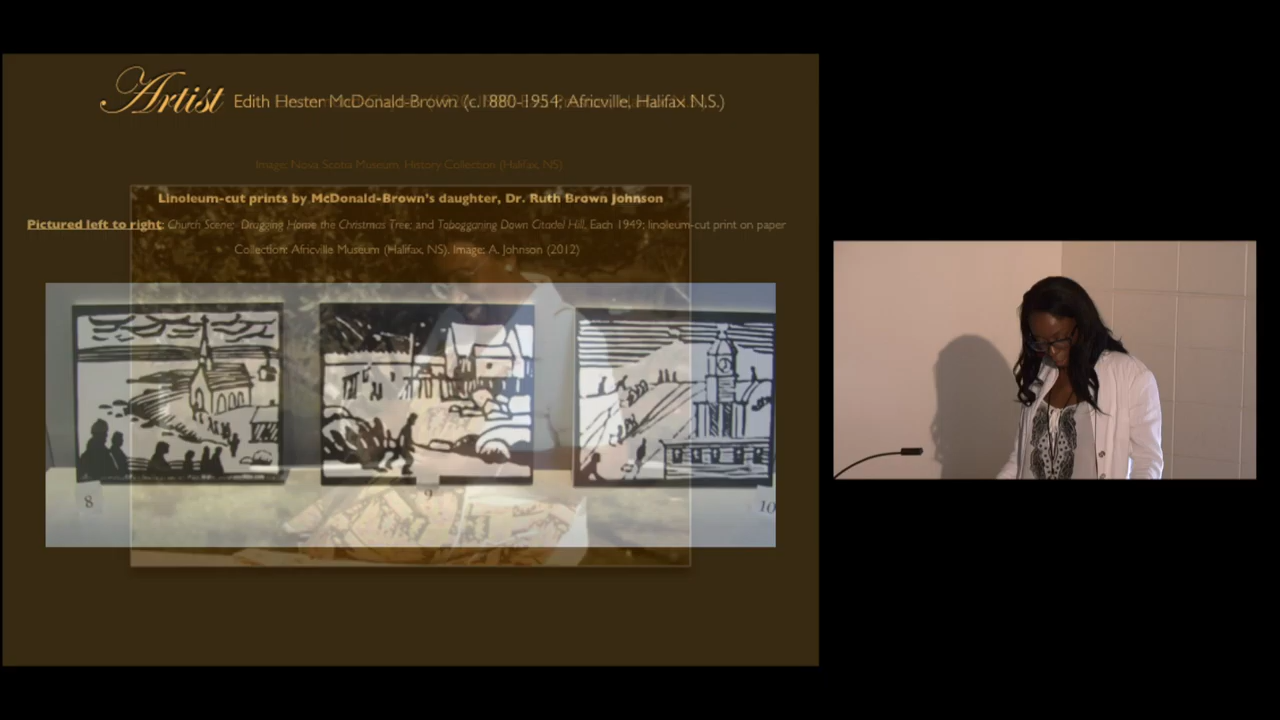 Artist Edith Hester McDonald-Brown (c. 1880-1954; Africville, Halifax N.S.)
Image: Nova Scotia Museum, History Collection (Halifax, NS)
Linoleum-cut prints by McDonald-Brown's daughter, Dr. Ruth Brown Johnson
Pictured left to right: Church Scene; Dragging Home the Christmas Tree; and Tobogganing Down Citadel Hill, Each 1949; linoleum-cut print on paper
Collection: Africville Museum (Halifax, NS). Image: A. Johnson (2012)
8
9
10